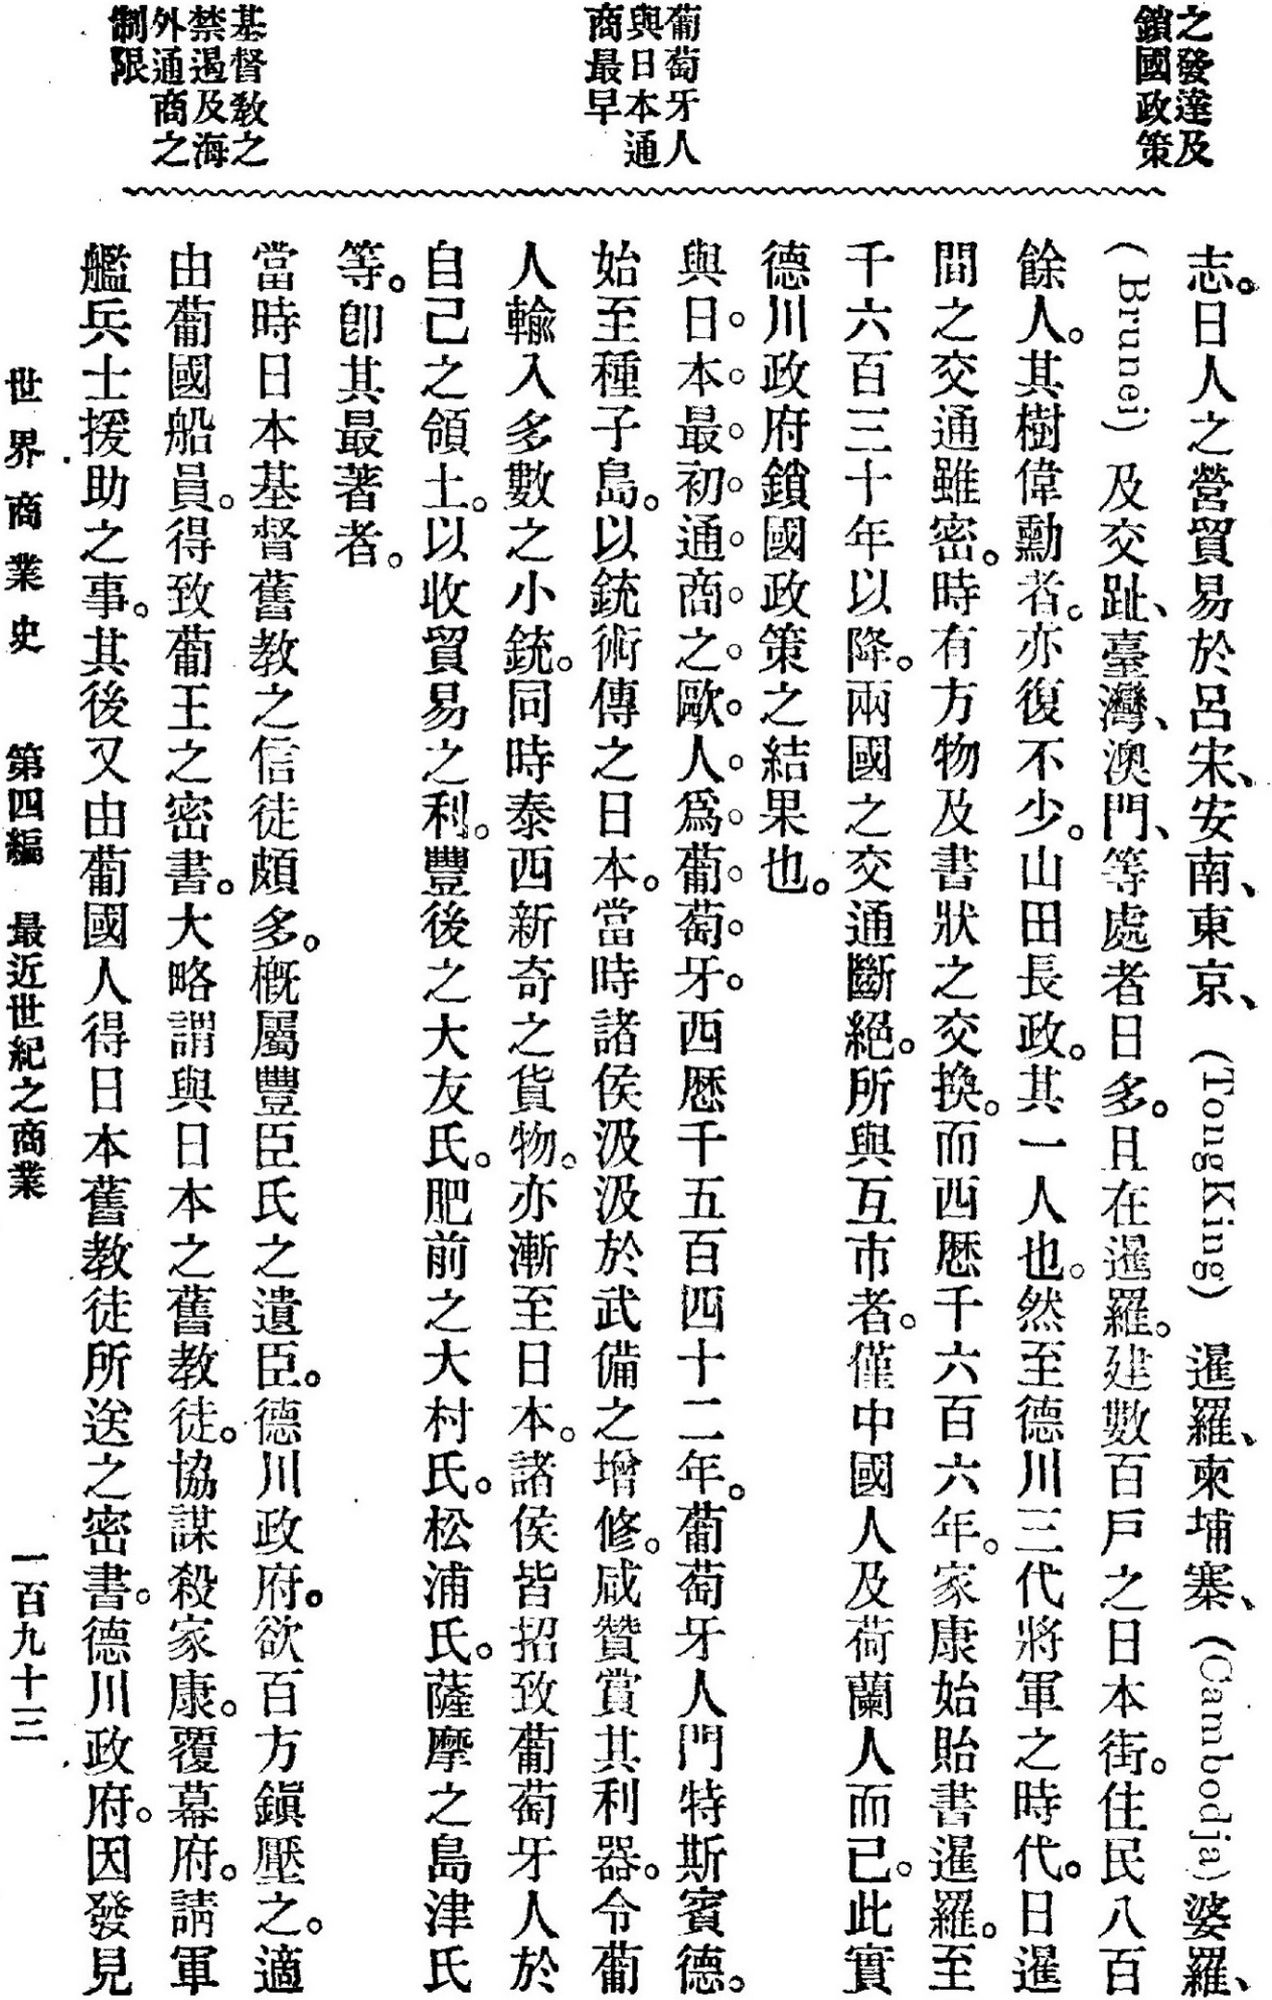 之發達及
鎖國政策
葡萄牙人
與日本通
商最早
基督敎之
禁遏及海
外通商之
制限
志。日人之營貿易於呂宋、安南、東京、(TongKing)暹羅、柬埔寨、(Cambodja)婆羅、
(Brunei)及交趾、臺灣、澳門、等處者日多。且在暹羅。建數百戶之日本街。住民八百
餘人。其樹偉勳者。亦復不少。山田長政。其一人也。然至德川三代將軍之時代。日暹
間之交通雖密。時有方物及書狀之交換。而西曆千六百六年。家康始貽書暹羅。至
千六百三十年以降。兩國之交通斷絕。所與互市者。僅中國人及荷蘭人而已。此實
德川政府鎖國政策之結果也。
與日本最初通商之歐人爲葡萄牙。西曆千五百四十二年。葡萄牙人門特斯賓德。
始至種子島。以銃術傳之日本。當時諸侯汲汲於武備之增修。咸贊賞其利器。令葡
人輸入多數之小銃。同時泰西新奇之貨物。亦漸至日本。諸侯皆招致葡萄牙人於
自己之領土。以收貿易之利。豐後之大友氏。肥前之大村氏。松浦氏。薩摩之島津氏
等。卽其最著者。
當時日本基督舊教之信徒頗多。概屬豐臣氏之遺臣。德川政府。欲百方鎭壓之。適
由葡國船員。得致葡王之密書。大略謂與日本之舊教徒。協謀殺家康。覆幕府。請軍
艦兵士援助之事。其後又由葡國人得日本舊教徒所送之密書。德川政府。因發見
世界商業史　第四編　最近世紀之商業　一百九十三